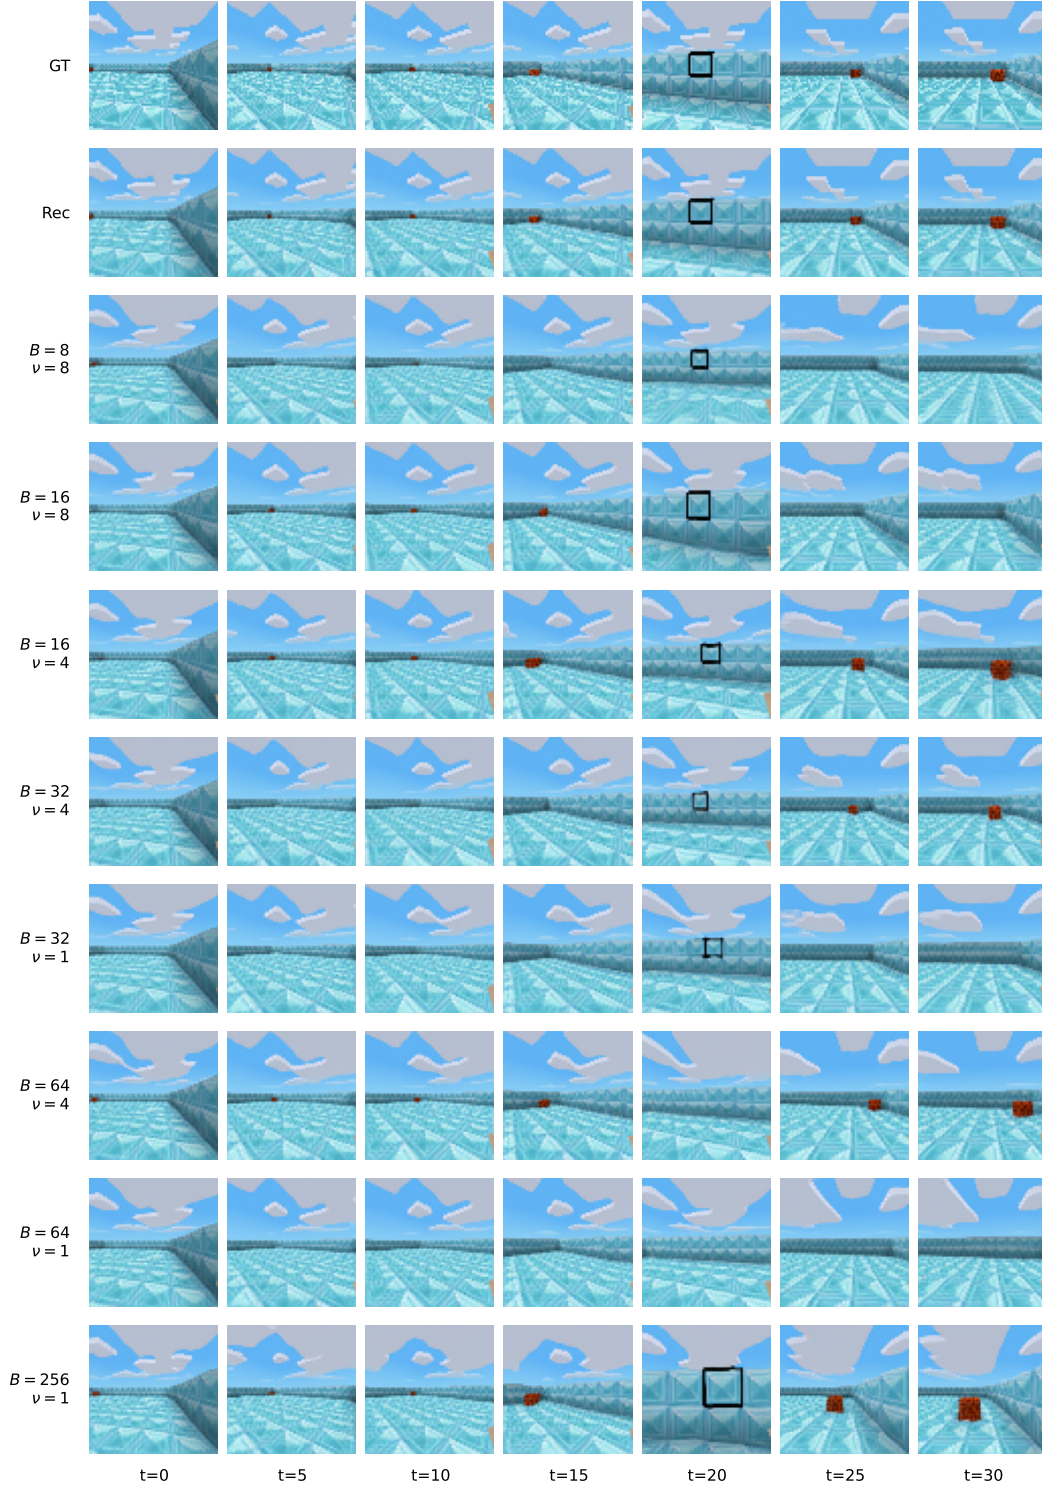 GT
Rec
B = 8
ν = 8
B = 16
ν = 8
B = 16
ν = 4
B = 32
ν = 4
B = 32
ν = 1
B = 64
ν = 4
B = 64
ν = 1
B = 256
ν = 1
t=0 t=5 t=10 t=15 t=20 t=25 t=30